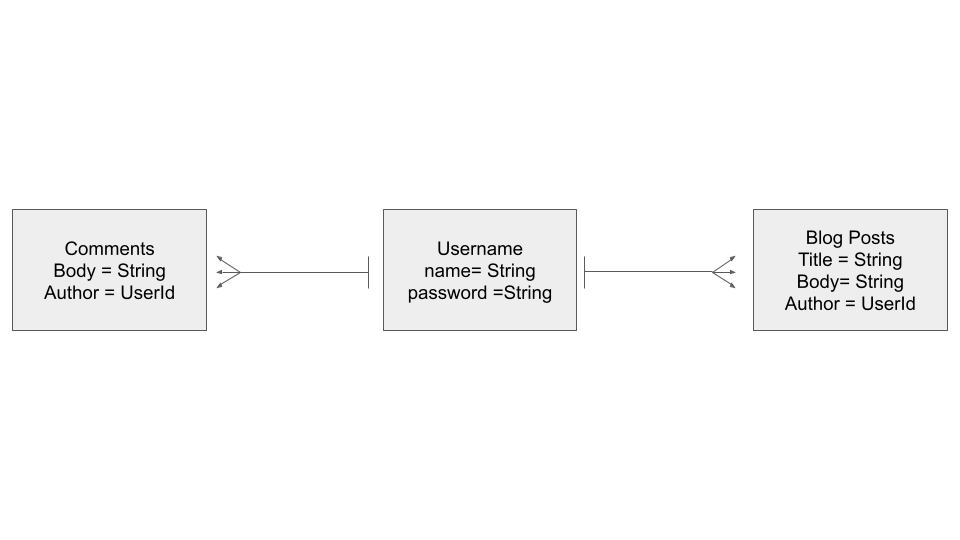 Comments
Body = String
Author = UserId
Username
name= String
password =String
Blog Posts
Title = String
Body= String
Author = UserId